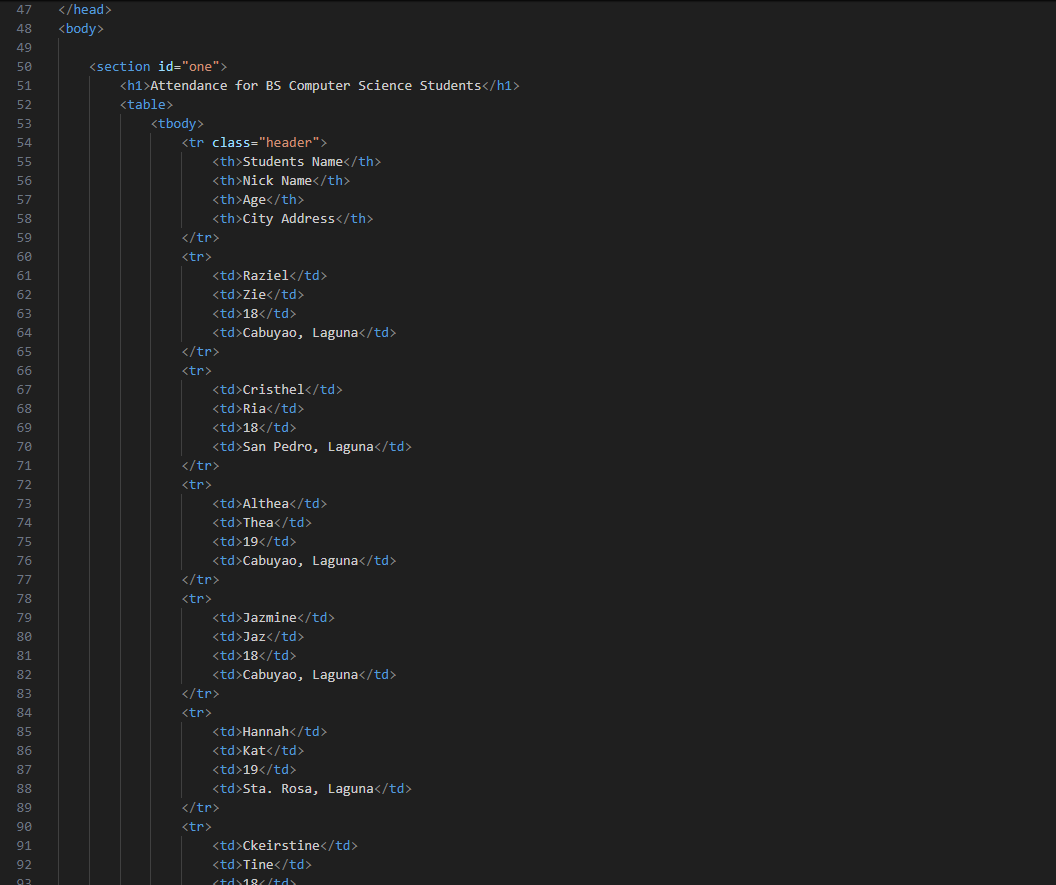 47 </head>
48 <body>
49
50 <section id="one">
51 <h1>Attendance for BS Computer Science Students</h1>
52 <table>
53 <tbody>
54 <tr class="header">
55 <th>Students Name</th>
56 <th>Nick Name</th>
57 <th>Age</th>
58 <th>City Address</th>
59 </tr>
60 <tr>
61 <td>Raziel</td>
62 <td>Zie</td>
63 <td>18</td>
64 <td>Cabuyao, Laguna</td>
65 </tr>
66 <tr>
67 <td>Cristhel</td>
68 <td>Ria</td>
69 <td>18</td>
70 <td>San Pedro, Laguna</td>
71 </tr>
72 <tr>
73 <td>Althea</td>
74 <td>Thea</td>
75 <td>19</td>
76 <td>Cabuyao, Laguna</td>
77 </tr>
78 <tr>
79 <td>Jazmine</td>
80 <td>Jaz</td>
81 <td>18</td>
82 <td>Cabuyao, Laguna</td>
83 </tr>
84 <tr>
85 <td>Hannah</td>
86 <td>Kat</td>
87 <td>19</td>
88 <td>Sta. Rosa, Laguna</td>
89 </tr>
90 <tr>
91 <td>Ckeirstine</td>
92 <td>Tine</td>
93 <td>18</td>